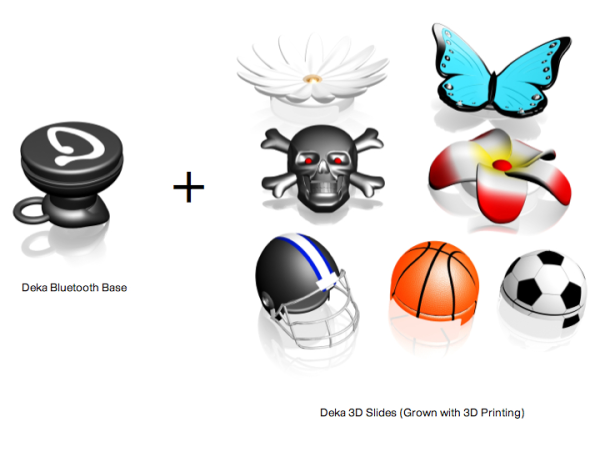 +
Deka Bluetooth Base
Deka 3D Slides (Grown with 3D Printing)